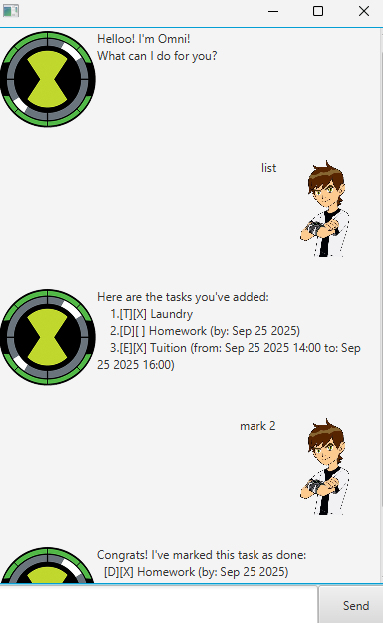 Helloo! I'm Omni!
What can I do for you?
list
Here are the tasks you've added:
1.[T][X] Laundry
2.[D][ ] Homework (by: Sep 25 2025)
3.[E][X] Tuition (from: Sep 25 2025 14:00 to: Sep
25 2025 16:00)
mark 2
Congrats! I've marked this task as done:
[D][X] Homework (by: Sep 25 2025)
Send